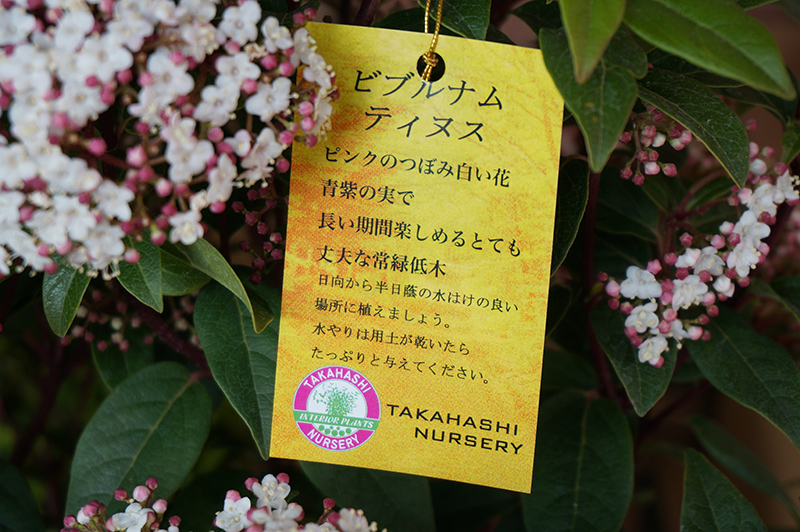 ビブルナム
ティヌス
ピンクのつぼみ白い花
青紫の実で
長い期間楽しめるとても
丈夫な常緑低木
日向から半日蔭の水はけの良い
場所に植えましょう。
水やりは用土が乾いたら
たっぷりと与えてください。
TAKAHASHI
INTERIOR PLANTS
NURSERY
TAKAHASHI
NURSERY